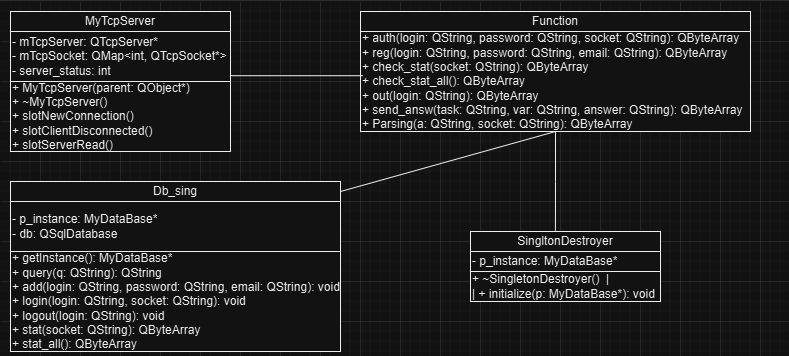 MyTcpServer
- mTcpServer: QTcpServer*
- mTcpSocket: QMap<int, QTcpSocket*>
- server_status: int
+ MyTcpServer(parent: QObject*)
+ ~MyTcpServer()
+ slotNewConnection()
+ slotClientDisconnected()
+ slotServerRead()
Function
+ auth(login: QString, password: QString, socket: QString): QByteArray
+ reg(login: QString, password: QString, email: QString): QByteArray
+ check_stat(socket: QString): QByteArray
+ check_stat_all(): QByteArray
+ out(login: QString): QByteArray
+ send_answ(task: QString, var: QString, answer: QString): QByteArray
+ Parsing(a: QString, socket: QString): QByteArray
Db_sing
- p_instance: MyDataBase*
- db: QSqlDatabase
+ getInstance(): MyDataBase*
+ query(q: QString): QString
+ add(login: QString, password: QString, email: QString): void
+ login(login: QString, socket: QString): void
+ logout(login: QString): void
+ stat(socket: QString): QByteArray
+ stat_all(): QByteArray
SingltonDestroyer
- p_instance: MyDataBase*
+ ~SingletonDestroyer() |
| + initialize(p: MyDataBase*): void